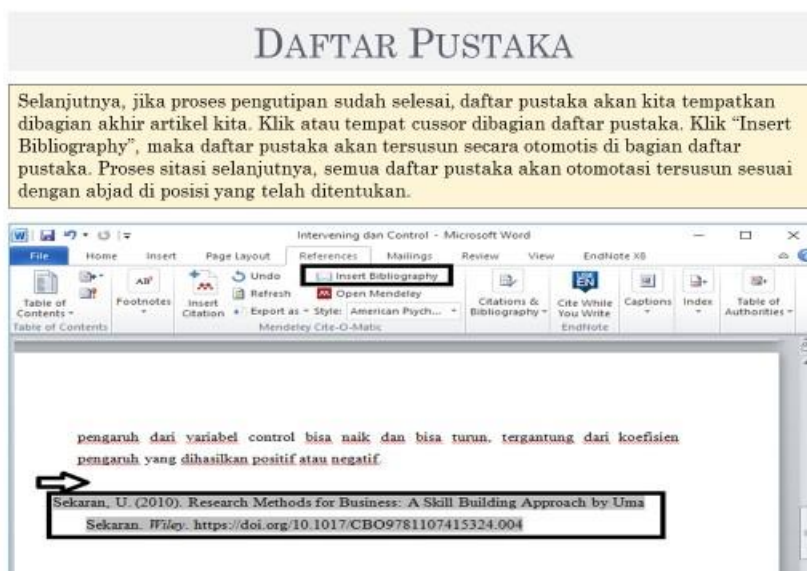 DAFTAR PUSTAKA
Selanjutnya, jika proses pengutipan sudah selesai, daftar pustaka akan kita tempatkan
dibagian akhir artikel kita. Klik atau tempat cussor dibagian daftar pustaka. Klik “Insert
Bibliography”, maka daftar pustaka akan tersusun secara otomotis di bagian daftar
pustaka. Proses sitasi selanjutnya, semua daftar pustaka akan otomotasi tersusun sesuai
dengan abjad di posisi yang telah ditentukan.
Intervening dan Control - Microsoft Word
File Home Insert Page Layout References Mailings Review View EndNote X8
Undo Insert Bibliography
AB¹ Refresh Open Mendeley EN
Table of Contents Footnotes Insert Citation Export as Style: American Psych... Citations & Bibliography Cite While You Write Captions Index Table of Authorities
Table of Contents Mendeley Cite-O-Matic EndNote
pengaruh dari variabel control bisa naik dan bisa turun, tergantung dari koefisien
pengaruh yang dihasilkan positif atau negatif.
Sekaran, U. (2010). Research Methods for Business: A Skill Building Approach by Uma
Sekaran. Wiley. https://doi.org/10.1017/CBO9781107415324.004